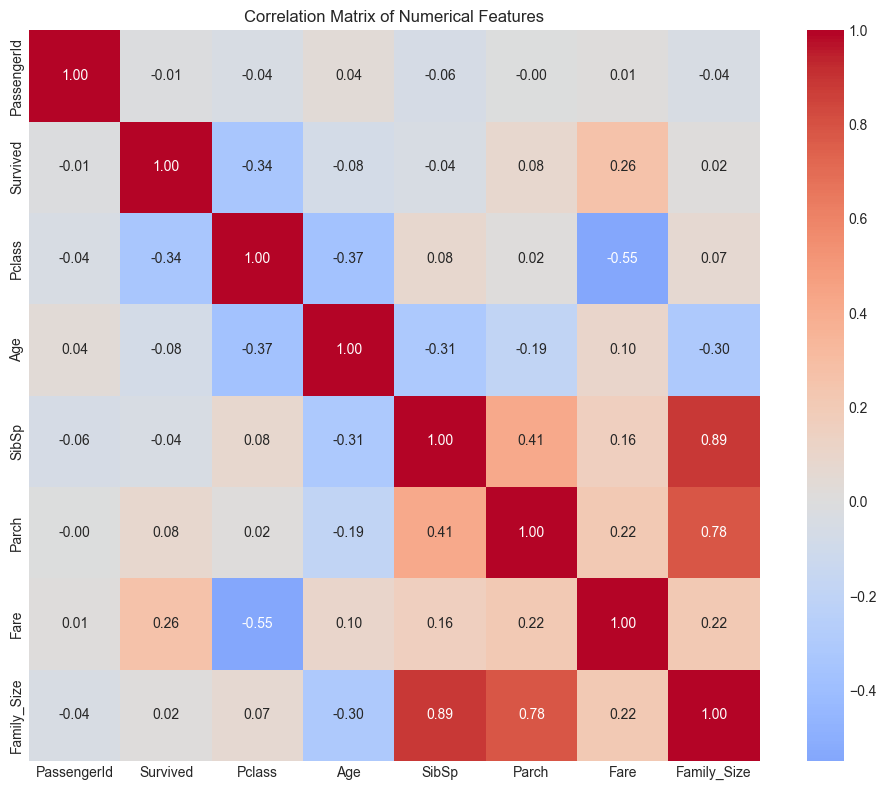 Correlation Matrix of Numerical Features
PassengerId 1.00 -0.01 -0.04 0.04 -0.06 -0.00 0.01 -0.04
Survived -0.01 1.00 -0.34 -0.08 -0.04 0.08 0.26 0.02
Pclass -0.04 -0.34 1.00 -0.37 0.08 0.02 -0.55 0.07
Age 0.04 -0.08 -0.37 1.00 -0.31 -0.19 0.10 -0.30
SibSp -0.06 -0.04 0.08 -0.31 1.00 0.41 0.16 0.89
Parch -0.00 0.08 0.02 -0.19 0.41 1.00 0.22 0.78
Fare 0.01 0.26 -0.55 0.10 0.16 0.22 1.00 0.22
Family_Size -0.04 0.02 0.07 -0.30 0.89 0.78 0.22 1.00
PassengerId Survived Pclass Age SibSp Parch Fare Family_Size
1.0
0.8
0.6
0.4
0.2
0.0
−0.2
−0.4